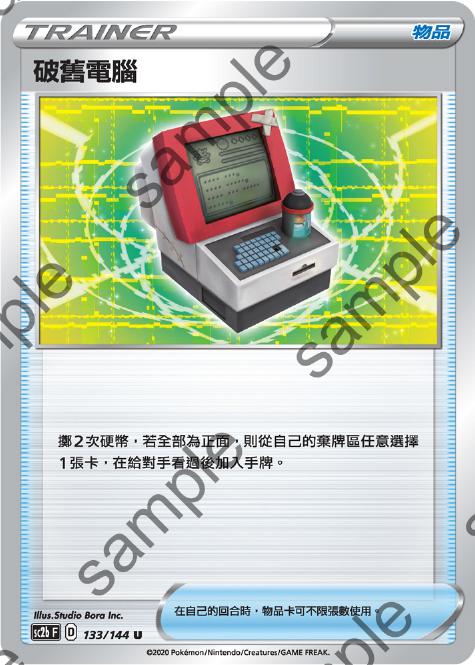 TRAINER
物品
破舊電腦
擲2次硬幣，若全部為正面，則從自己的棄牌區任意選擇
1張卡，在給對手看過後加入手牌。
Illus.Studio Bora Inc.
在自己的回合時，物品卡可不限張數使用。
sc2b F D 133/144 U
©2020 Pokémon/Nintendo/Creatures/GAME FREAK.
sample
sample
sample
sample